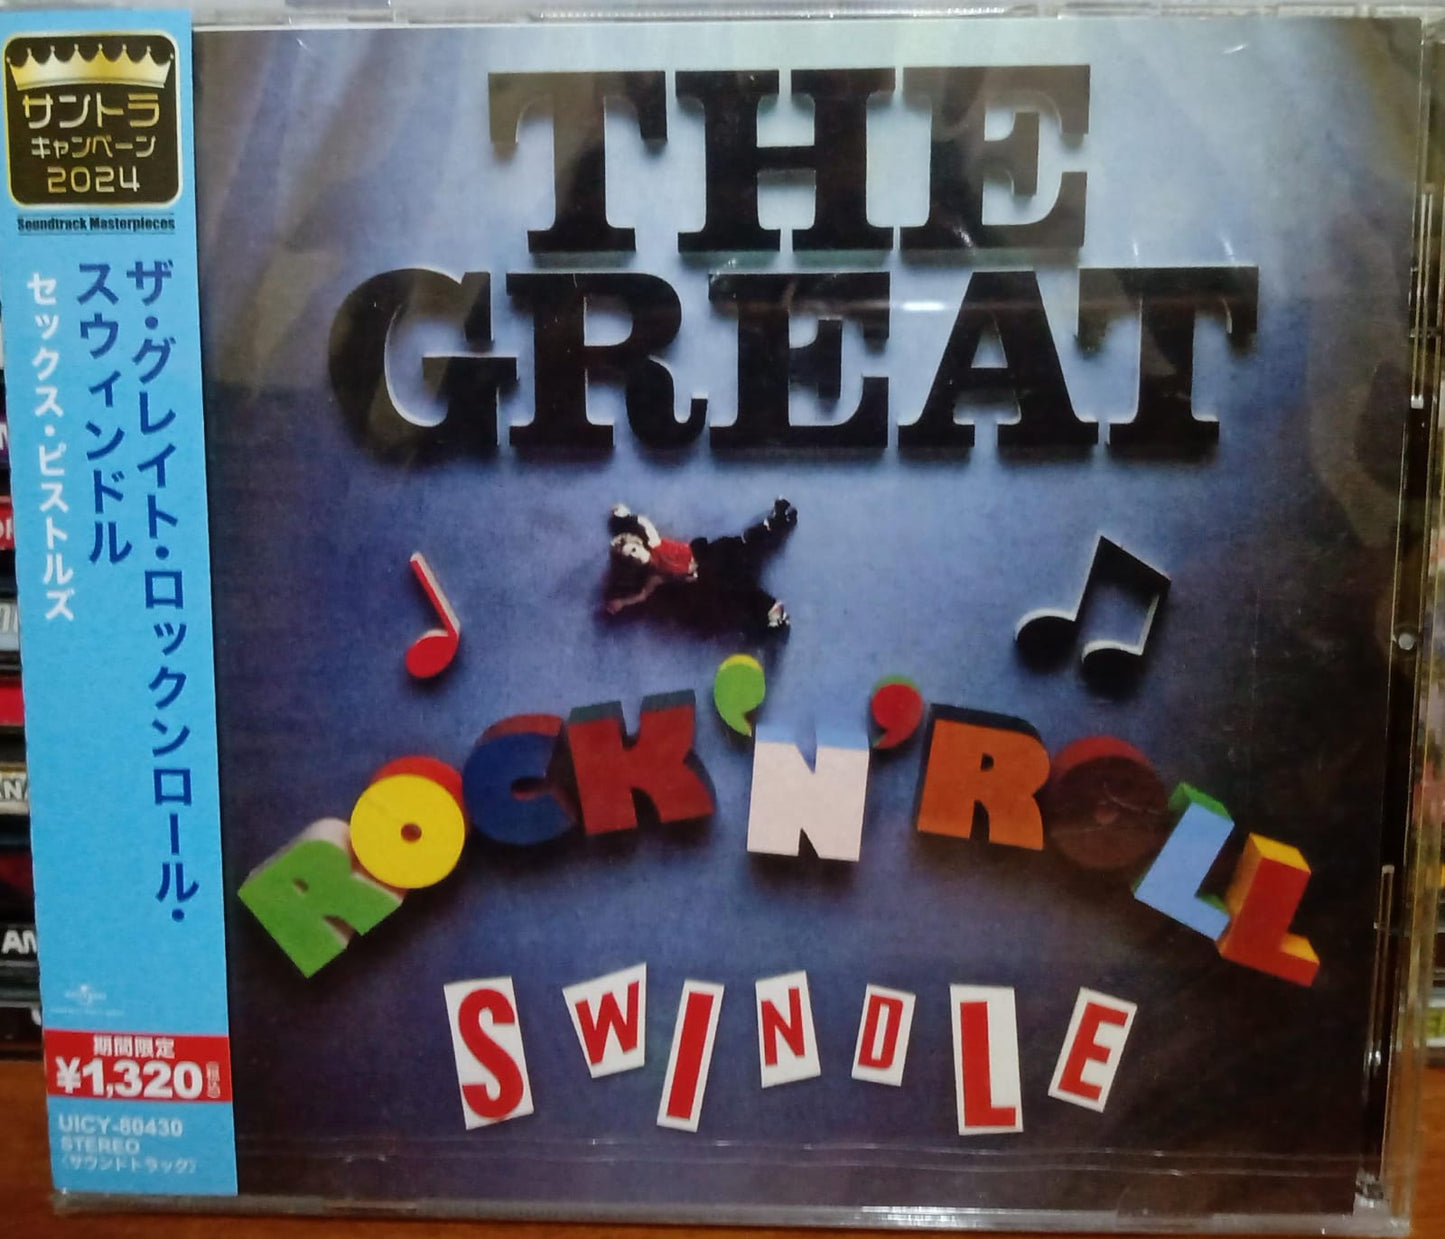 サントラ
キャンペーン
2024
Soundtrack Masterpieces
ザ・グレイト・ロックンロール・
スウィンドル
セックス・ピストルズ
期間限定
¥1,320
UICY-80430
STEREO
〈サウンドトラック〉
THE
GREAT
ROCK 'N' ROLL
SWINDLE